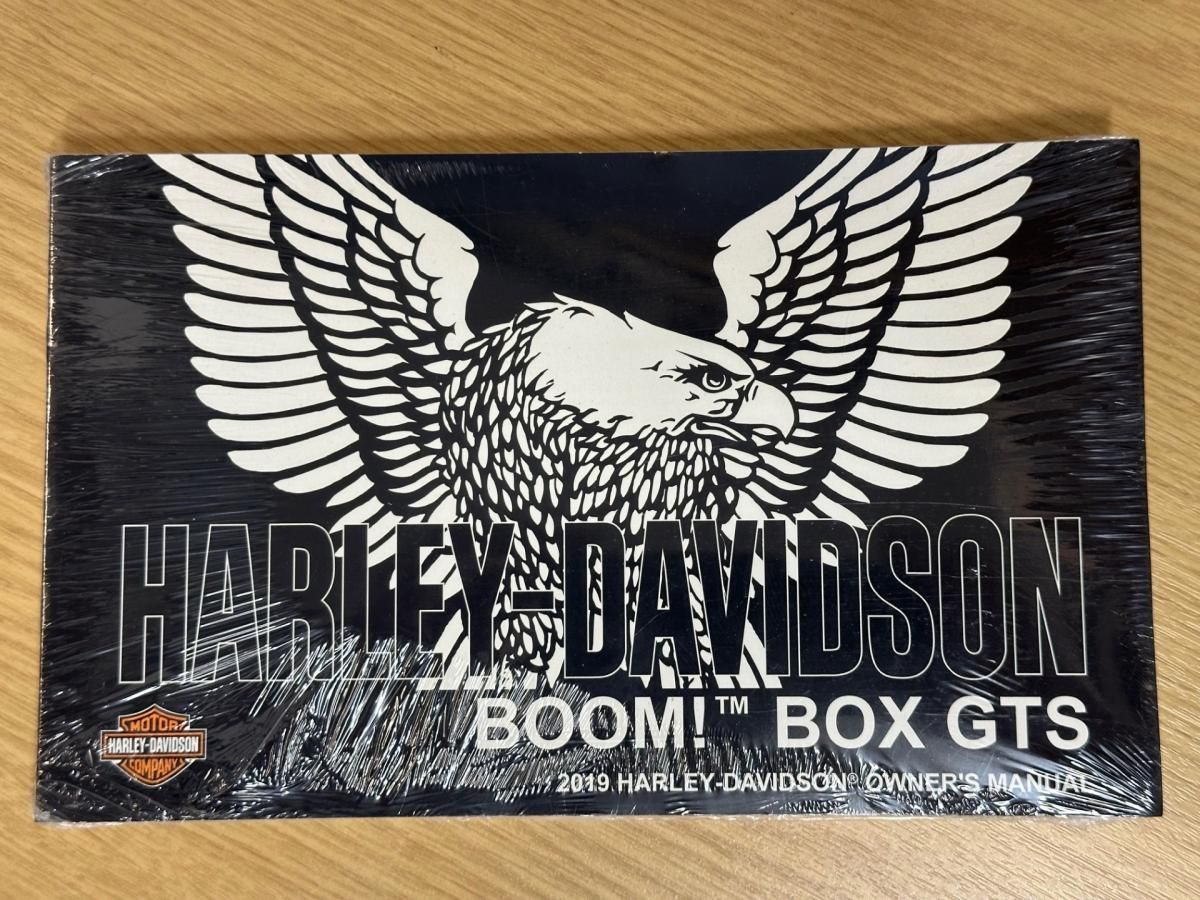 HARLEY-DAVIDSON
BOOM!™ BOX GTS
MOTOR
HARLEY-DAVIDSON
COMPANY
2019 HARLEY-DAVIDSON® OWNER'S MANUAL